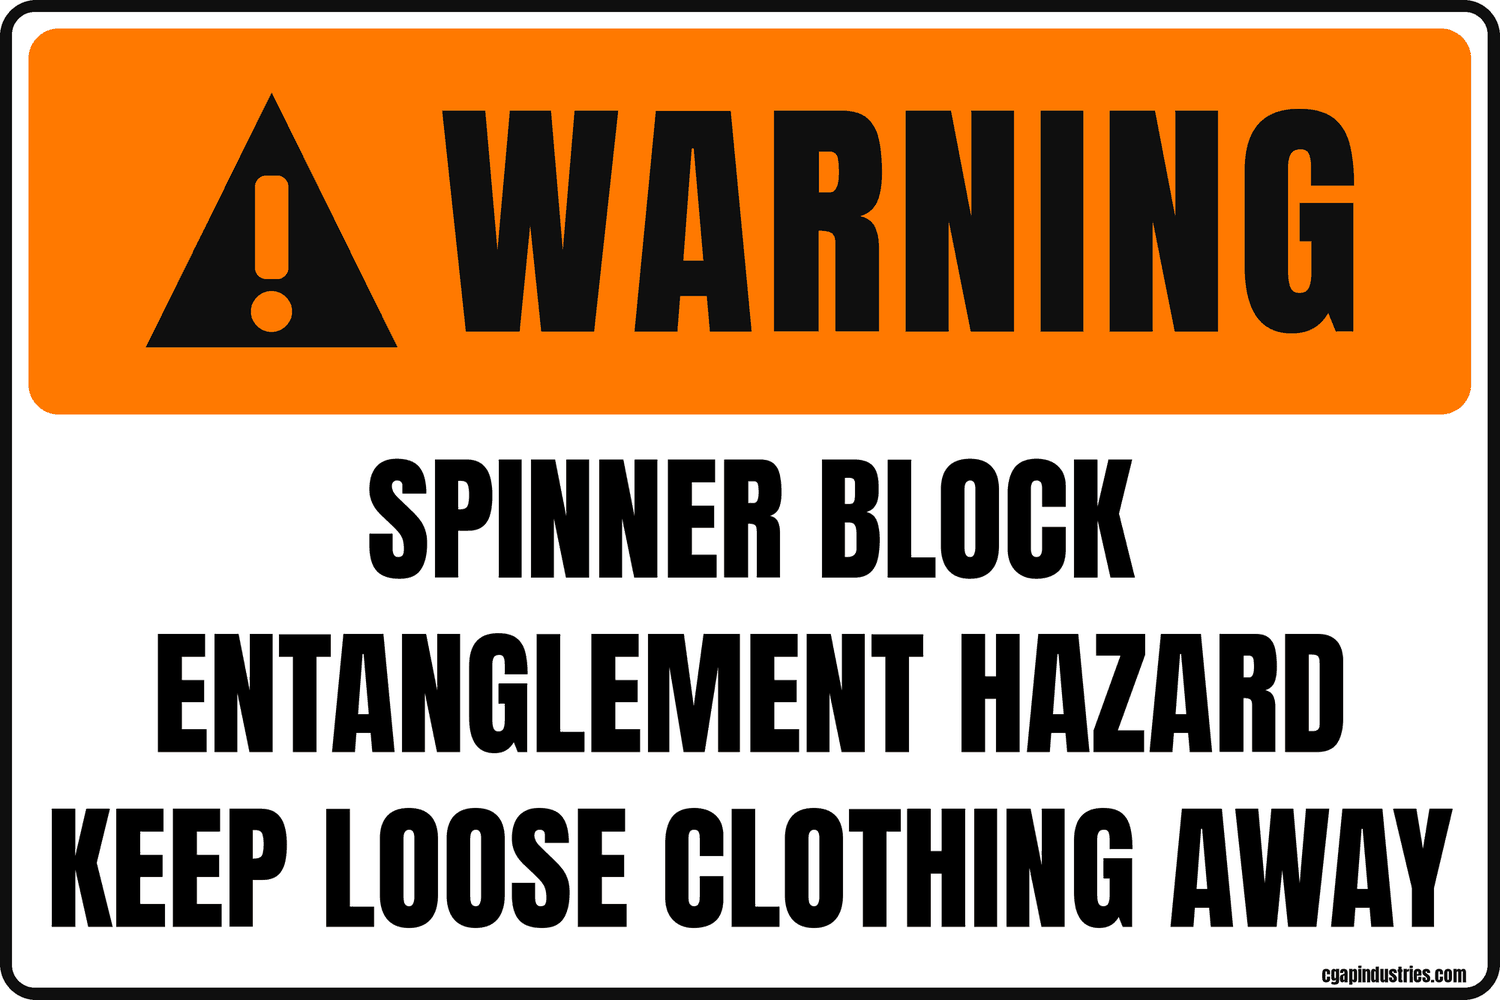 WARNING
SPINNER BLOCK
ENTANGLEMENT HAZARD
KEEP LOOSE CLOTHING AWAY
cgapindustries.com